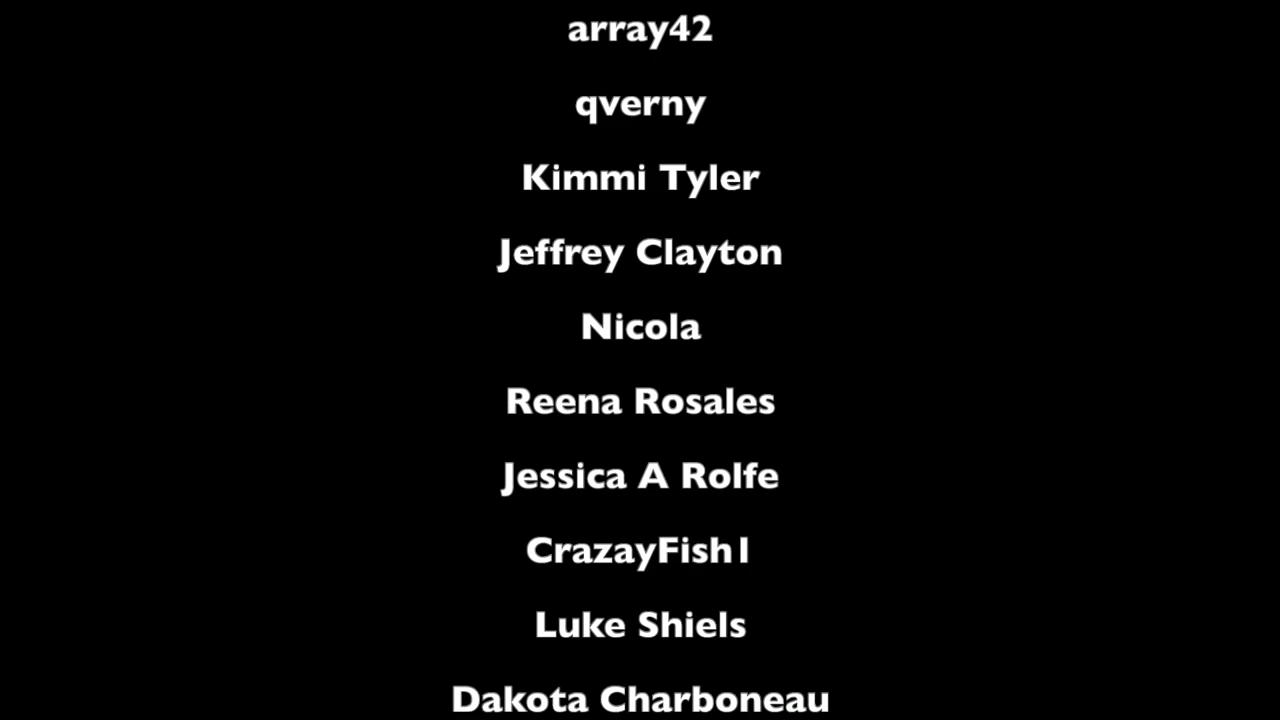 array42
qverny
Kimmi Tyler
Jeffrey Clayton
Nicola
Reena Rosales
Jessica A Rolfe
CrazayFish1
Luke Shiels
Dakota Charboneau